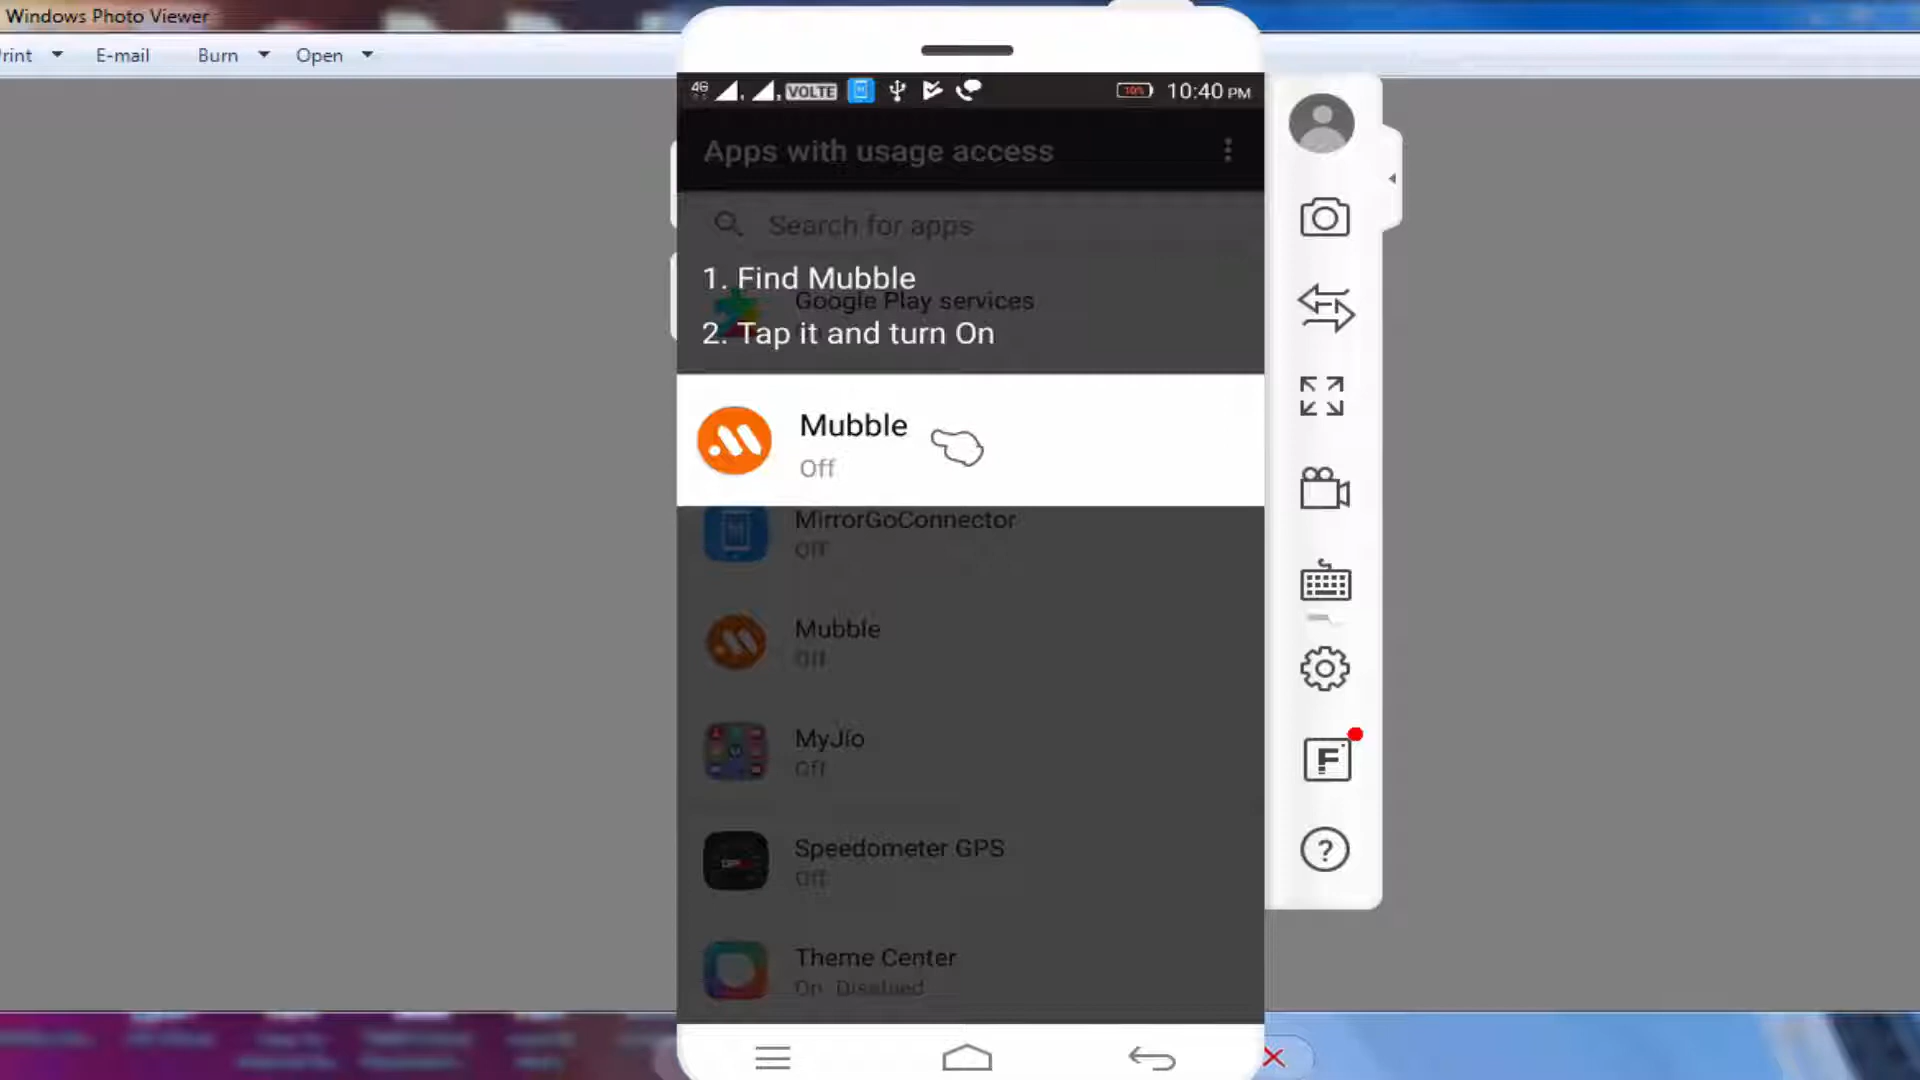 Windows Photo Viewer
rint
E-mail
Burn
Open
4G
VOLTE
10%
10:40 PM
Apps with usage access
Search for apps
1. Find Mubble
Google Play services
2. Tap it and turn On
Mubble
Off
MirrorGoConnector
Off
Mubble
Off
MyJio
Off
Speedometer GPS
Off
Theme Center
On Disabled
F
?